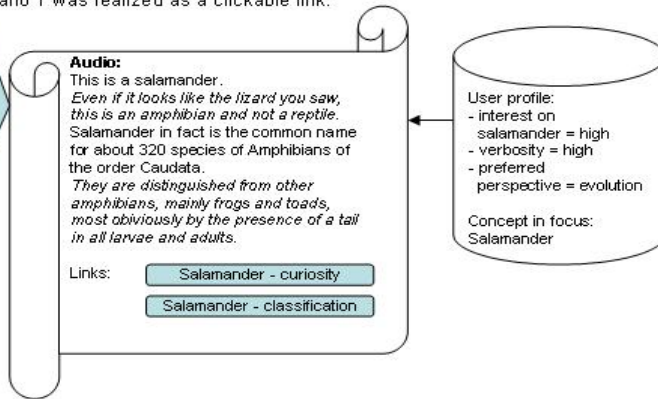 and I was realized as a clickable link.
Audio:
This is a salamander.
Even if it looks like the lizard you saw,
this is an amphibian and not a reptile.
Salamander in fact is the common name
for about 320 species of Amphibians of
the order Caudata.
They are distinguished from other
amphibians, mainly frogs and toads,
most obiviously by the presence of a tail
in all larvae and adults.
Links:
Salamander - curiosity
Salamander - classification
User profile:
- interest on
salamander = high
- verbosity = high
- preferred
perspective = evolution
Concept in focus:
Salamander